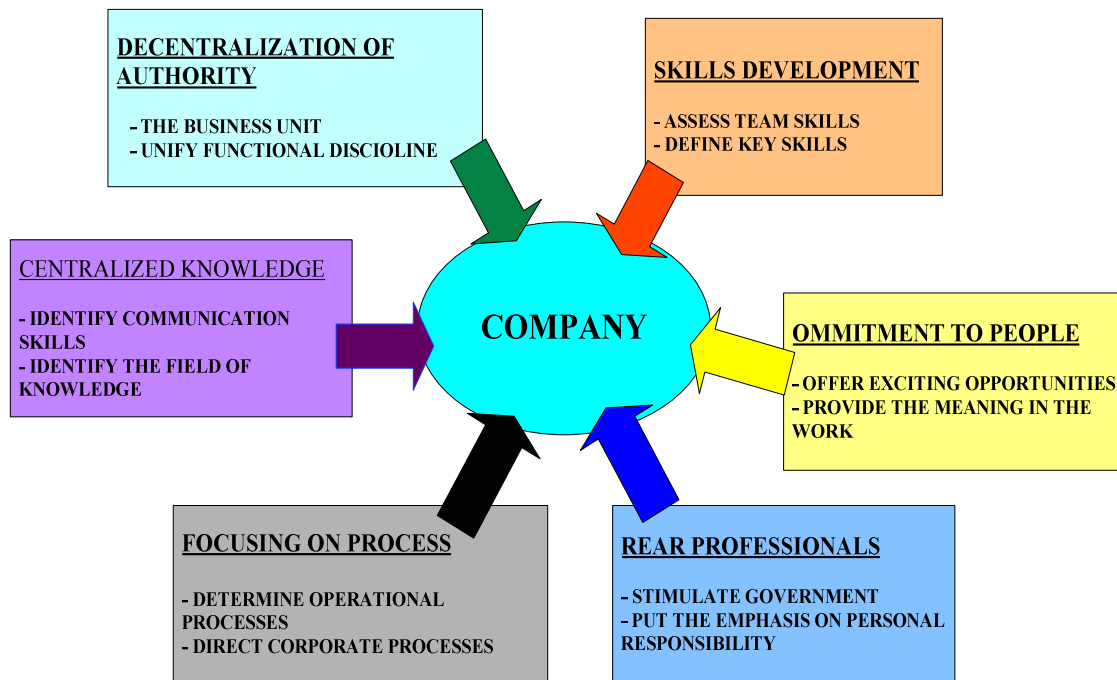 DECENTRALIZATION OF
AUTHORITY
- THE BUSINESS UNIT
- UNIFY FUNCTIONAL DISCIOLINE
SKILLS DEVELOPMENT
- ASSESS TEAM SKILLS
- DEFINE KEY SKILLS
CENTRALIZED KNOWLEDGE
- IDENTIFY COMMUNICATION
SKILLS
- IDENTIFY THE FIELD OF
KNOWLEDGE
COMPANY
OMMITMENT TO PEOPLE
- OFFER EXCITING OPPORTUNITIES
- PROVIDE THE MEANING IN THE
WORK
FOCUSING ON PROCESS
- DETERMINE OPERATIONAL
PROCESSES
- DIRECT CORPORATE PROCESSES
REAR PROFESSIONALS
- STIMULATE GOVERNMENT
- PUT THE EMPHASIS ON PERSONAL
RESPONSIBILITY